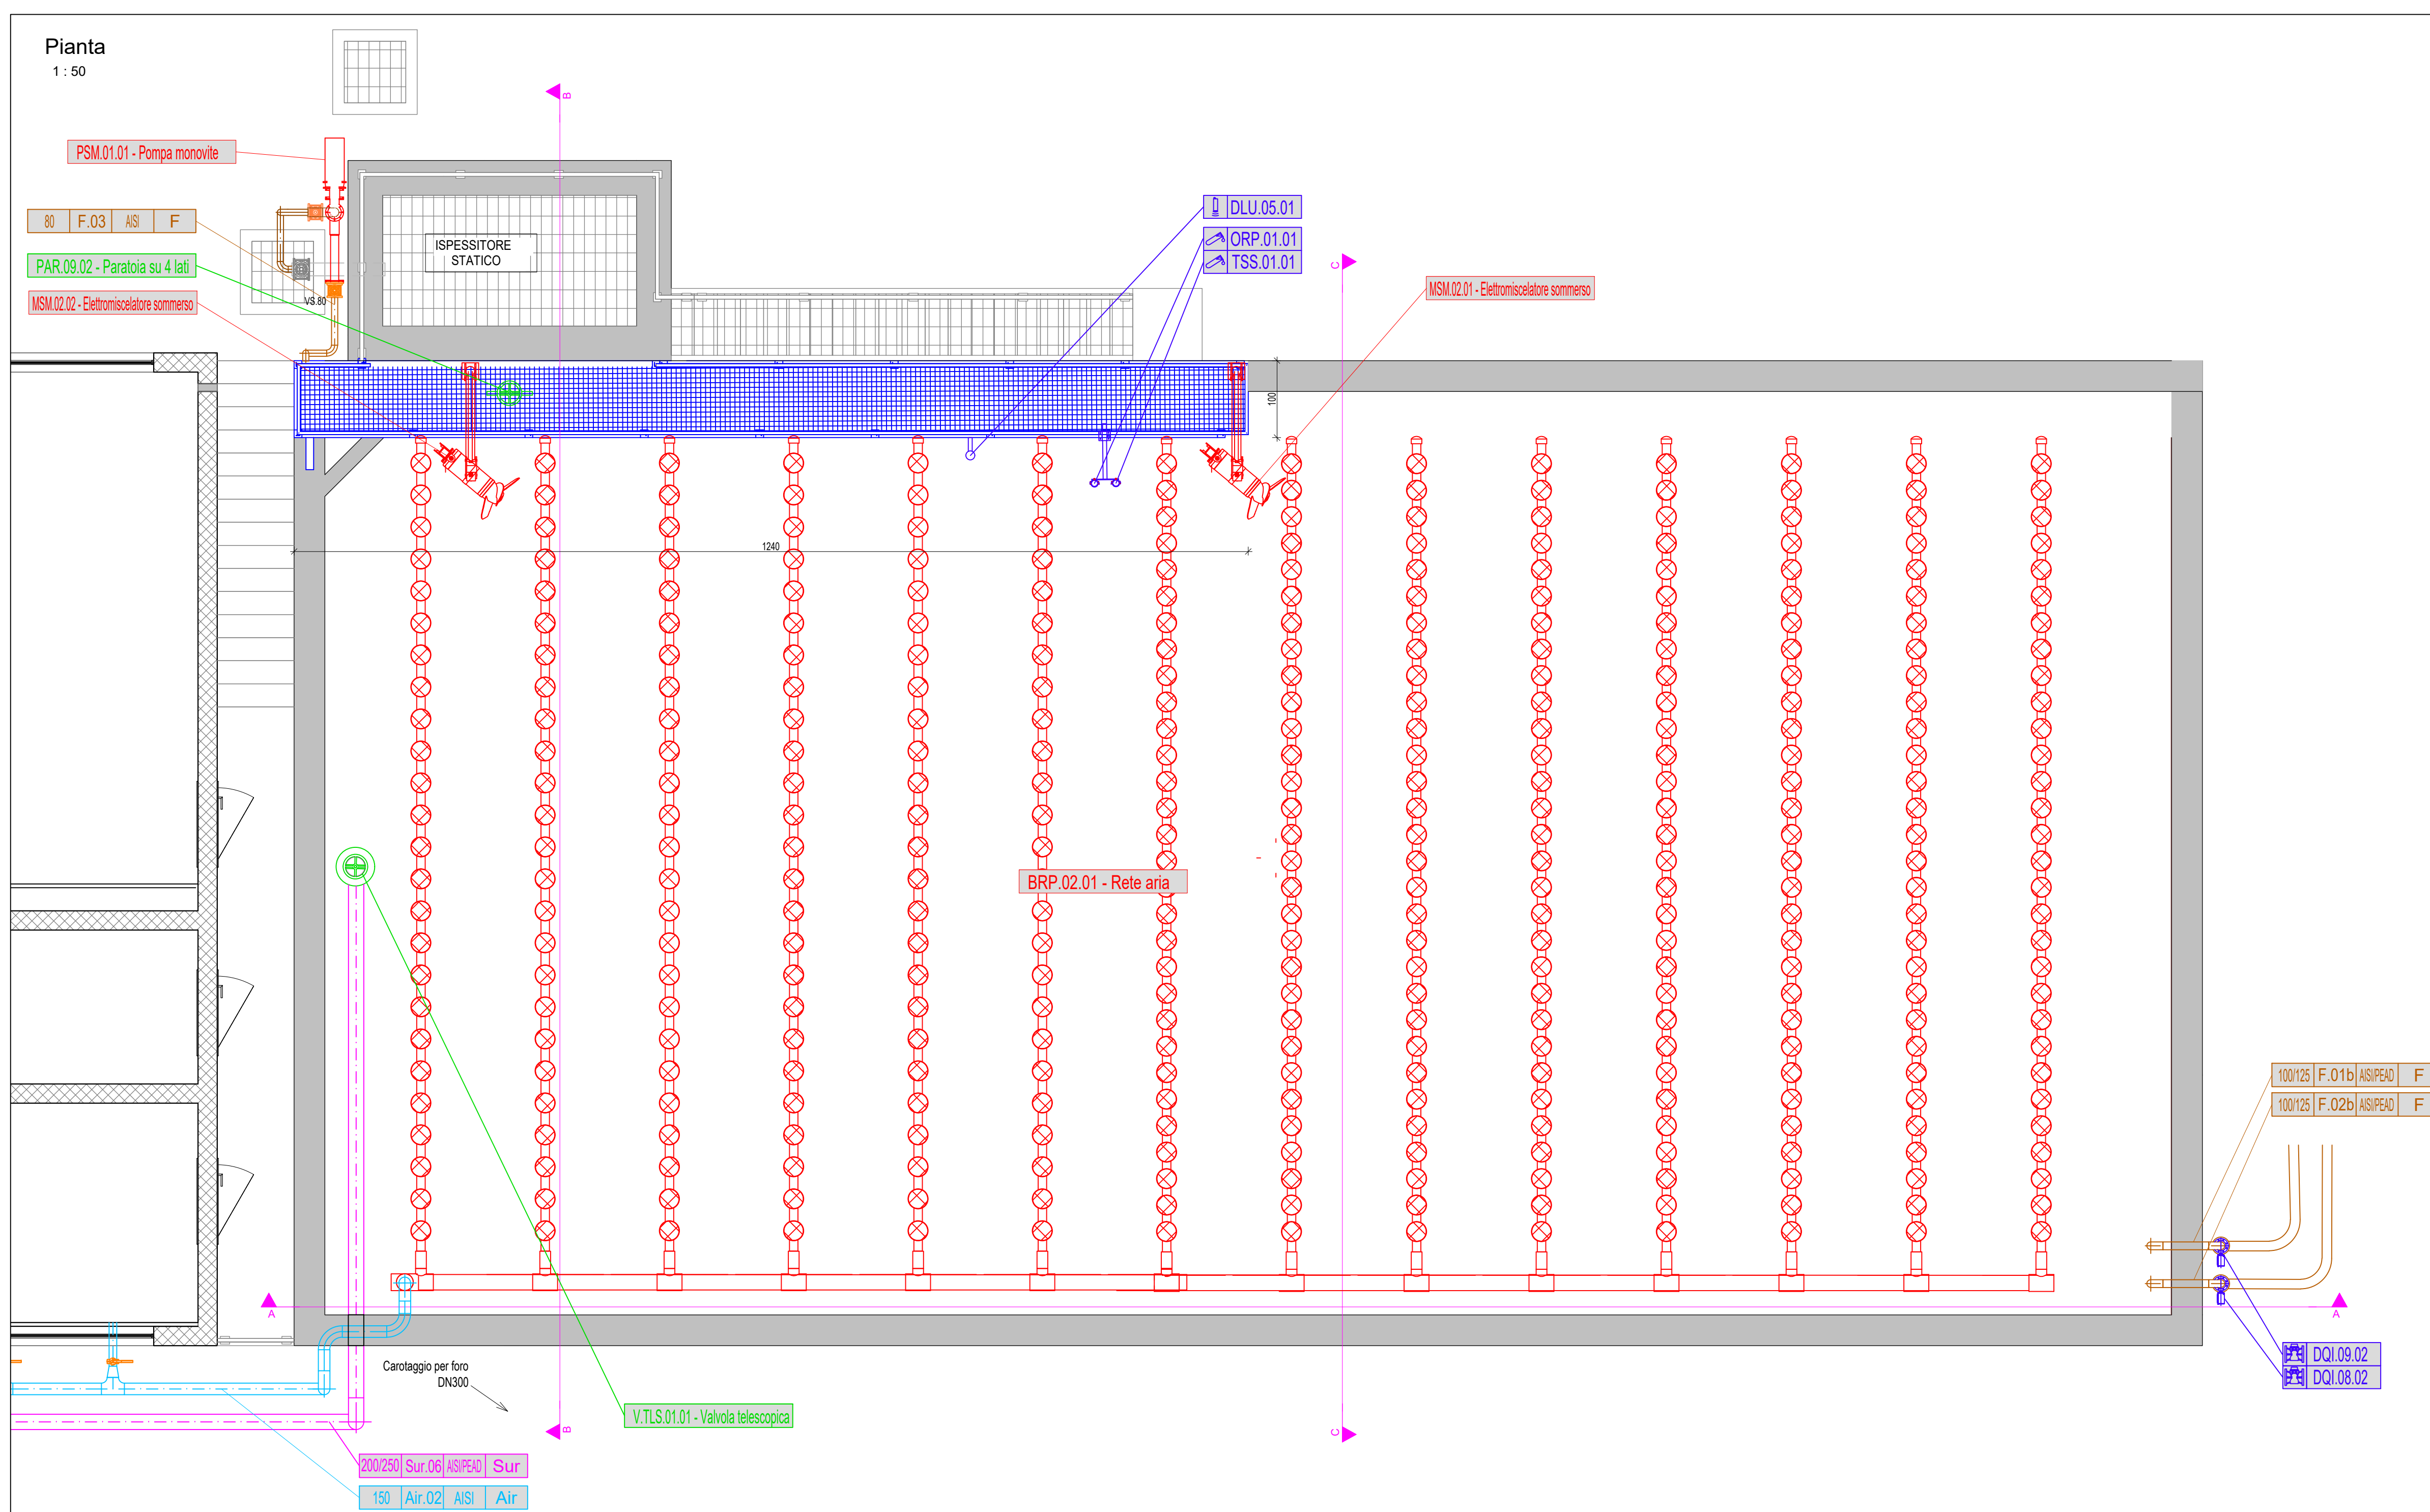 Pianta
1 : 50
B
PSM.01.01 - Pompa monovite
80 F.03 AISI F
PAR.09.02 - Paratoia su 4 lati
MSM.02.02 - Elettromiscelatore sommerso
VS.80
ISPESSITORE
STATICO
DLU.05.01
ORP.01.01
TSS.01.01
C
MSM.02.01 - Elettromiscelatore sommerso
100
1240
BRP.02.01 - Rete aria
100/125 F.01b AISI/PEAD F
100/125 F.02b AISI/PEAD F
A
A
DQI.09.02
DQI.08.02
Carotaggio per foro
DN300
V.TLS.01.01 - Valvola telescopica
B
C
200/250 Sur.06 AISI/PEAD Sur
150 Air.02 AISI Air